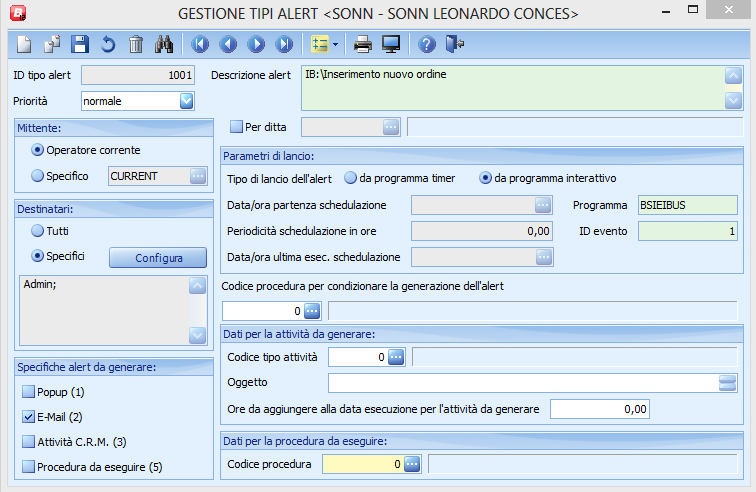 GESTIONE TIPI ALERT <SONN - SONN LEONARDO CONCES>
ID tipo alert 1001 Descrizione alert IB:\Inserimento nuovo ordine
Priorità normale
Per ditta
Mittente:
Operatore corrente
Specifico CURRENT
Destinatari:
Tutti
Specifici Configura
Admin;
Specifiche alert da generare:
Popup (1)
E-Mail (2)
Attività C.R.M. (3)
Procedura da eseguire (5)
Parametri di lancio:
Tipo di lancio dell'alert da programma timer da programma interattivo
Data/ora partenza schedulazione Programma BSIEIBUS
Periodicità schedulazione in ore 0,00 ID evento 1
Data/ora ultima esec. schedulazione
Codice procedura per condizionare la generazione dell'alert
0
Dati per la attività da generare:
Codice tipo attività 0
Oggetto
Ore da aggiungere alla data esecuzione per l'attività da generare 0,00
Dati per la procedura da eseguire:
Codice procedura 0